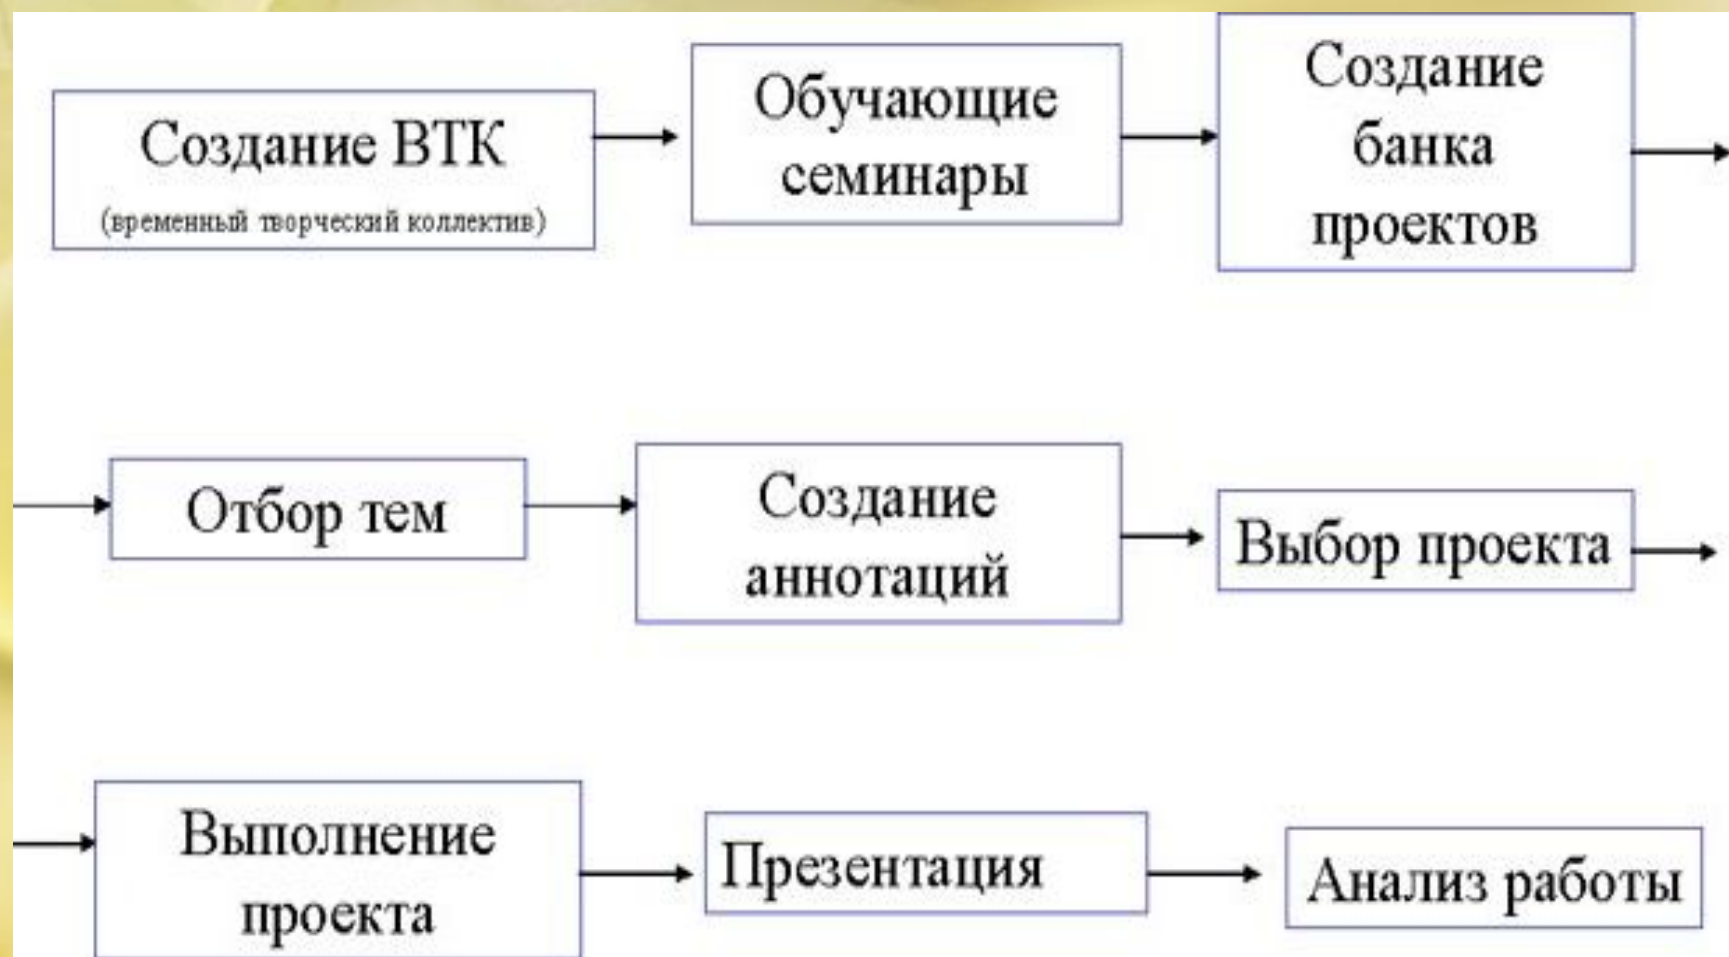 Создание ВТК
(временный творческий коллектив)
Обучающие
семинары
Создание
банка
проектов
Отбор тем
Создание
аннотаций
Выбор проекта
Выполнение
проекта
Презентация
Анализ работы